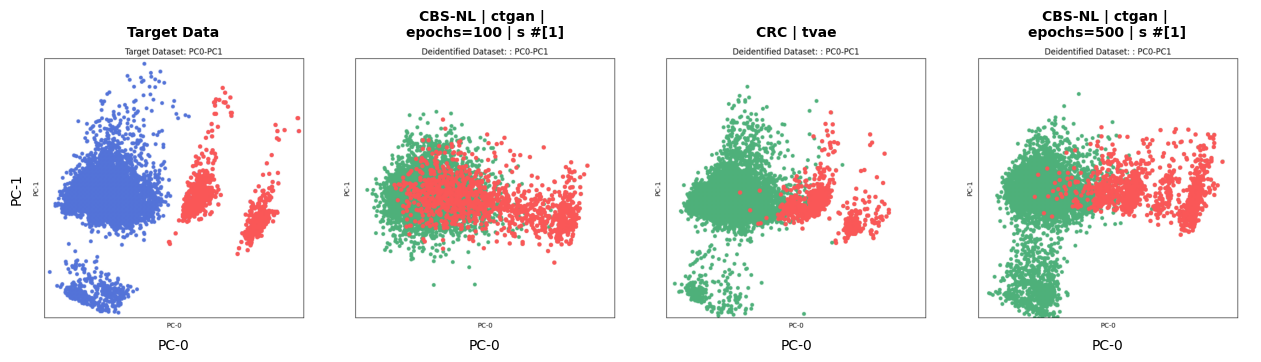 Target Data
Target Dataset: PC0-PC1
PC-1
PC-1
PC-0
PC-0
CBS-NL | ctgan |
epochs=100 | s #[1]
Deidentified Dataset: : PC0-PC1
PC-1
PC-0
PC-0
CRC | tvae
Deidentified Dataset: : PC0-PC1
PC-1
PC-0
PC-0
CBS-NL | ctgan |
epochs=500 | s #[1]
Deidentified Dataset: : PC0-PC1
PC-1
PC-0
PC-0